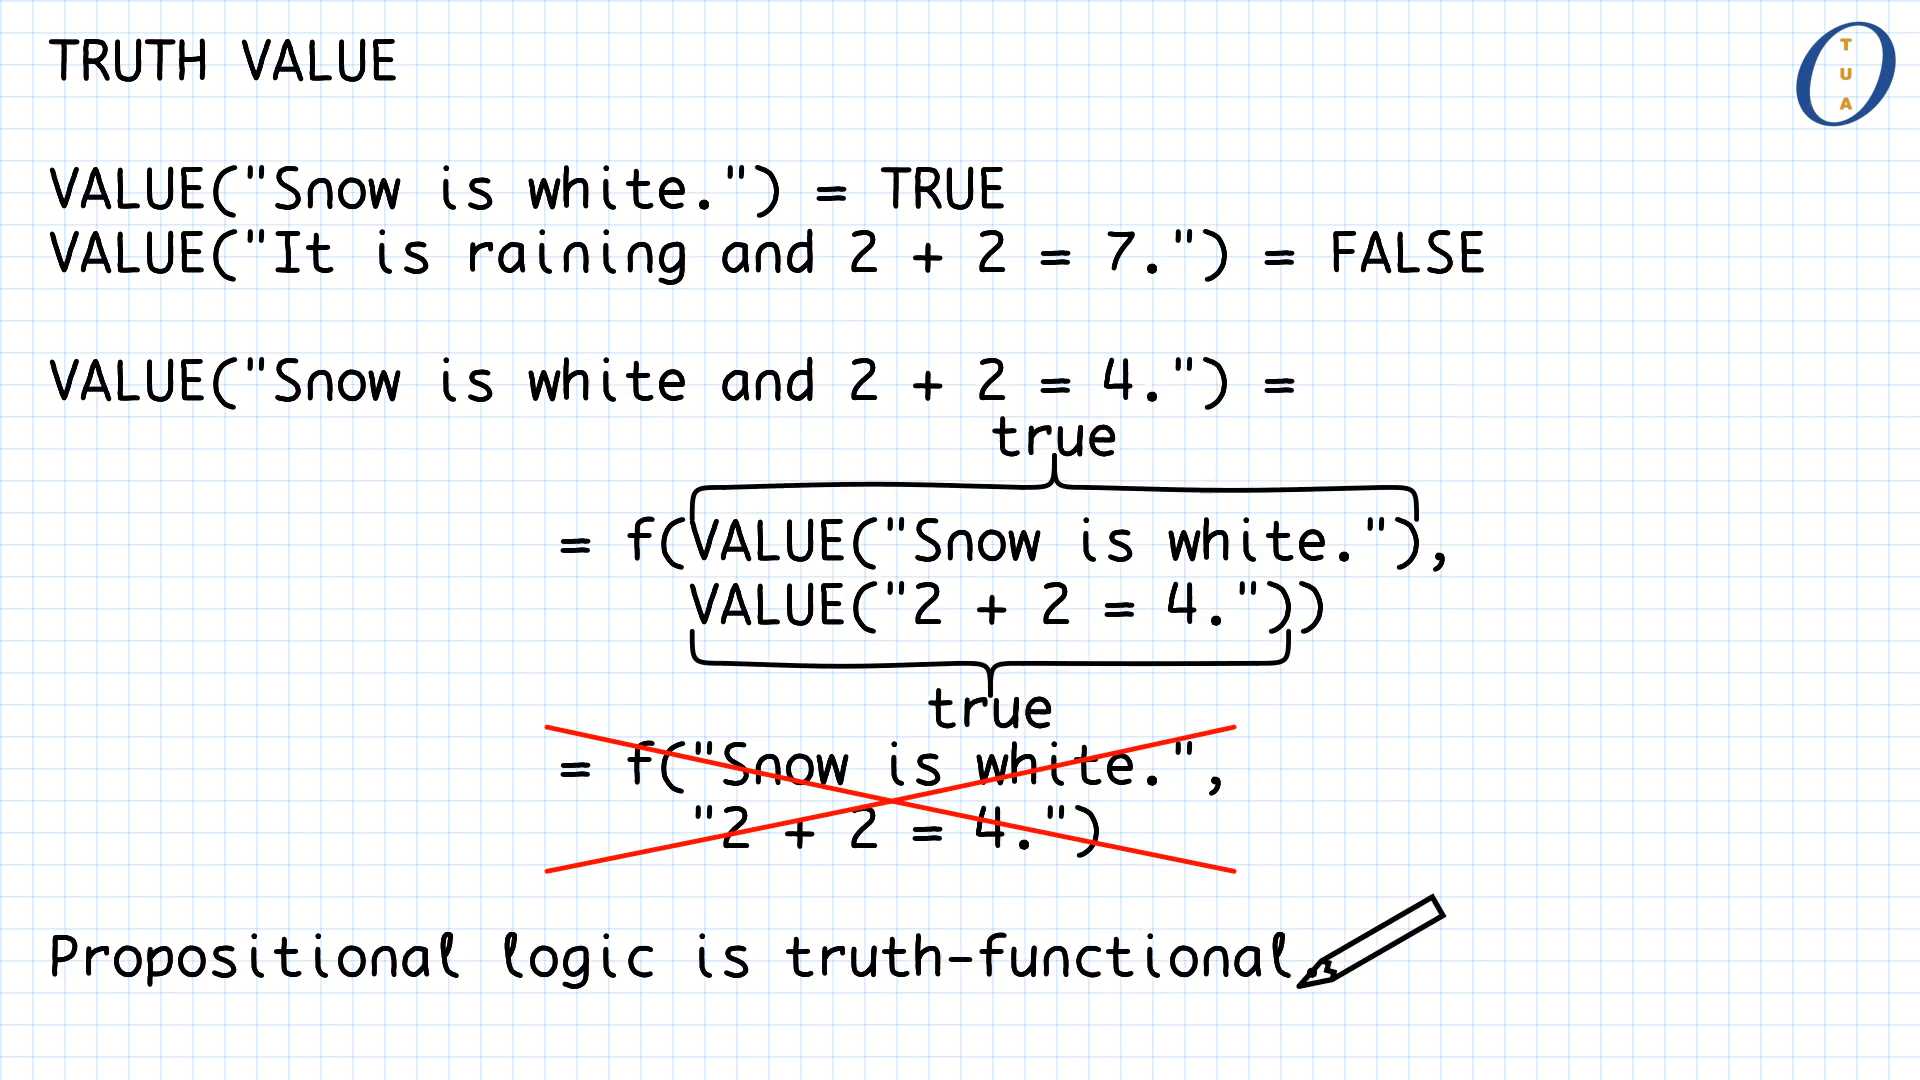 TRUTH VALUE
T
U
A
VALUE("Snow is white.") = TRUE
VALUE("It is raining and 2 + 2 = 7.") = FALSE
VALUE("Snow is white and 2 + 2 = 4.") =
true
= f(VALUE("Snow is white."),
VALUE("2 + 2 = 4."))
true
= f("Snow is white.",
"2 + 2 = 4.")
Propositional logic is truth-functional